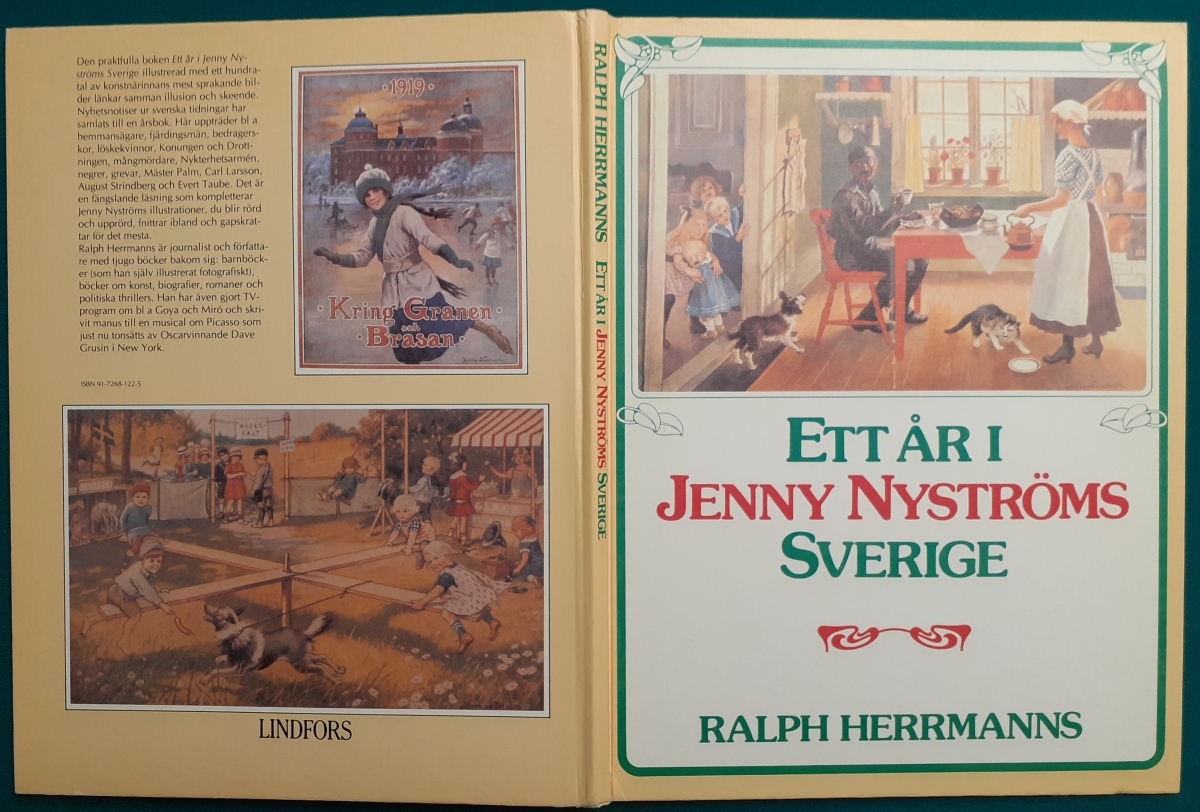 Den praktfulla boken Ett år i Jenny Ny-
ströms Sverige illustrerad med ett hundra-
tal av konstnärinnans mest sprakande bil-
der länkar samman illusion och skeende.
Nyhetsnotiser ur svenska tidningar har
samlats till en årsbok. Här uppträder bl a
hemmansägare, fjärdingsmän, bedragers-
kor, löskekvinnor, Konungen och Drott-
ningen, mångmördare, Nykterhetsarmén,
negrer, grevar, Mäster Palm, Carl Larsson,
August Strindberg och Evert Taube. Det är
en fängslande läsning som kompletterar
Jenny Nyströms illustrationer, du blir rörd
och upprörd, fnittrar ibland och gapskrat-
tar för det mesta.
Ralph Herrmanns är journalist och författa-
re med tjugo böcker bakom sig: barnböck-
er (som han själv illustrerat fotografiskt),
böcker om konst, biografier, romaner och
politiska thrillers. Han har även gjort TV-
program om bl a Goya och Miró och skri-
vit manus till en musical om Picasso som
just nu tonsätts av Oscarvinnande Dave
Grusin i New York.
ISBN 91-7268-122-5
·1919·
·Kring Granen·
och
·Brasan·
NÖJES-
FÄLT
LINDFORS
RALPH HERRMANNS ETT ÅR I JENNY NYSTRÖMS SVERIGE
ETT ÅR I
JENNY NYSTRÖMS
SVERIGE
RALPH HERRMANNS